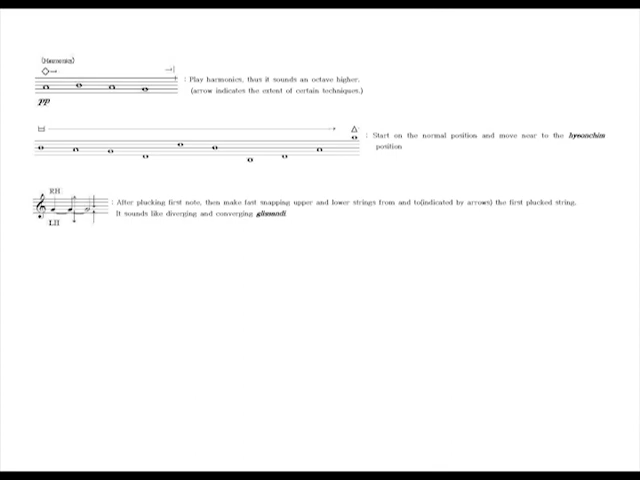 (Harmonics)
pp
: Play harmonics, thus it sounds an octave higher.
(arrow indicates the extent of certain techniques.)
: Start on the normal position and move near to the hyeonchim
position
RH
LH
: After plucking first note, then make fast snapping upper and lower strings from and to(indicated by arrows) the first plucked string.
It sounds like diverging and converging glissandi